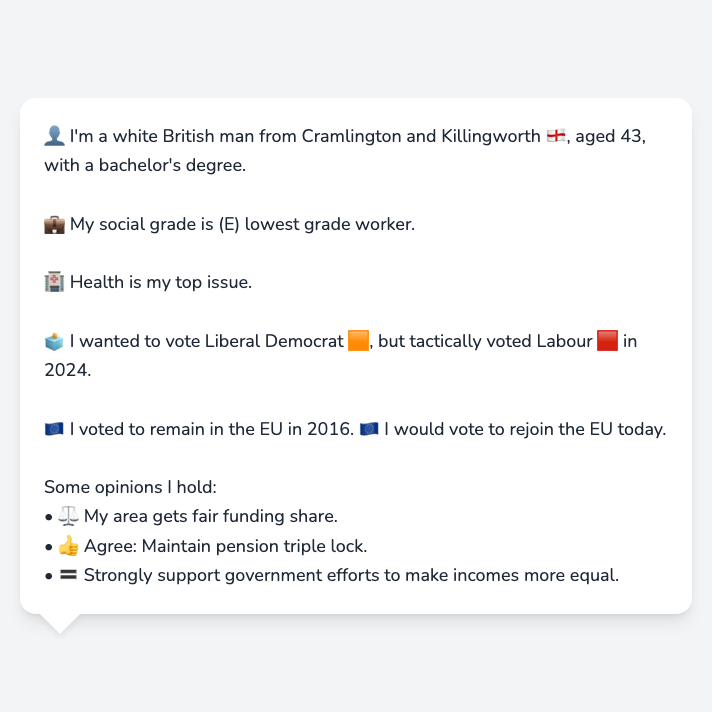 👤 I'm a white British man from Cramlington and Killingworth 🏴󠁧󠁢󠁥󠁮󠁧󠁿, aged 43,
with a bachelor's degree.
💼 My social grade is (E) lowest grade worker.
🏥 Health is my top issue.
🗳️ I wanted to vote Liberal Democrat 🟧, but tactically voted Labour 🟥 in
2024.
🇪🇺 I voted to remain in the EU in 2016. 🇪🇺 I would vote to rejoin the EU today.
Some opinions I hold:
• ⚖️ My area gets fair funding share.
• 👍 Agree: Maintain pension triple lock.
• 🟰 Strongly support government efforts to make incomes more equal.